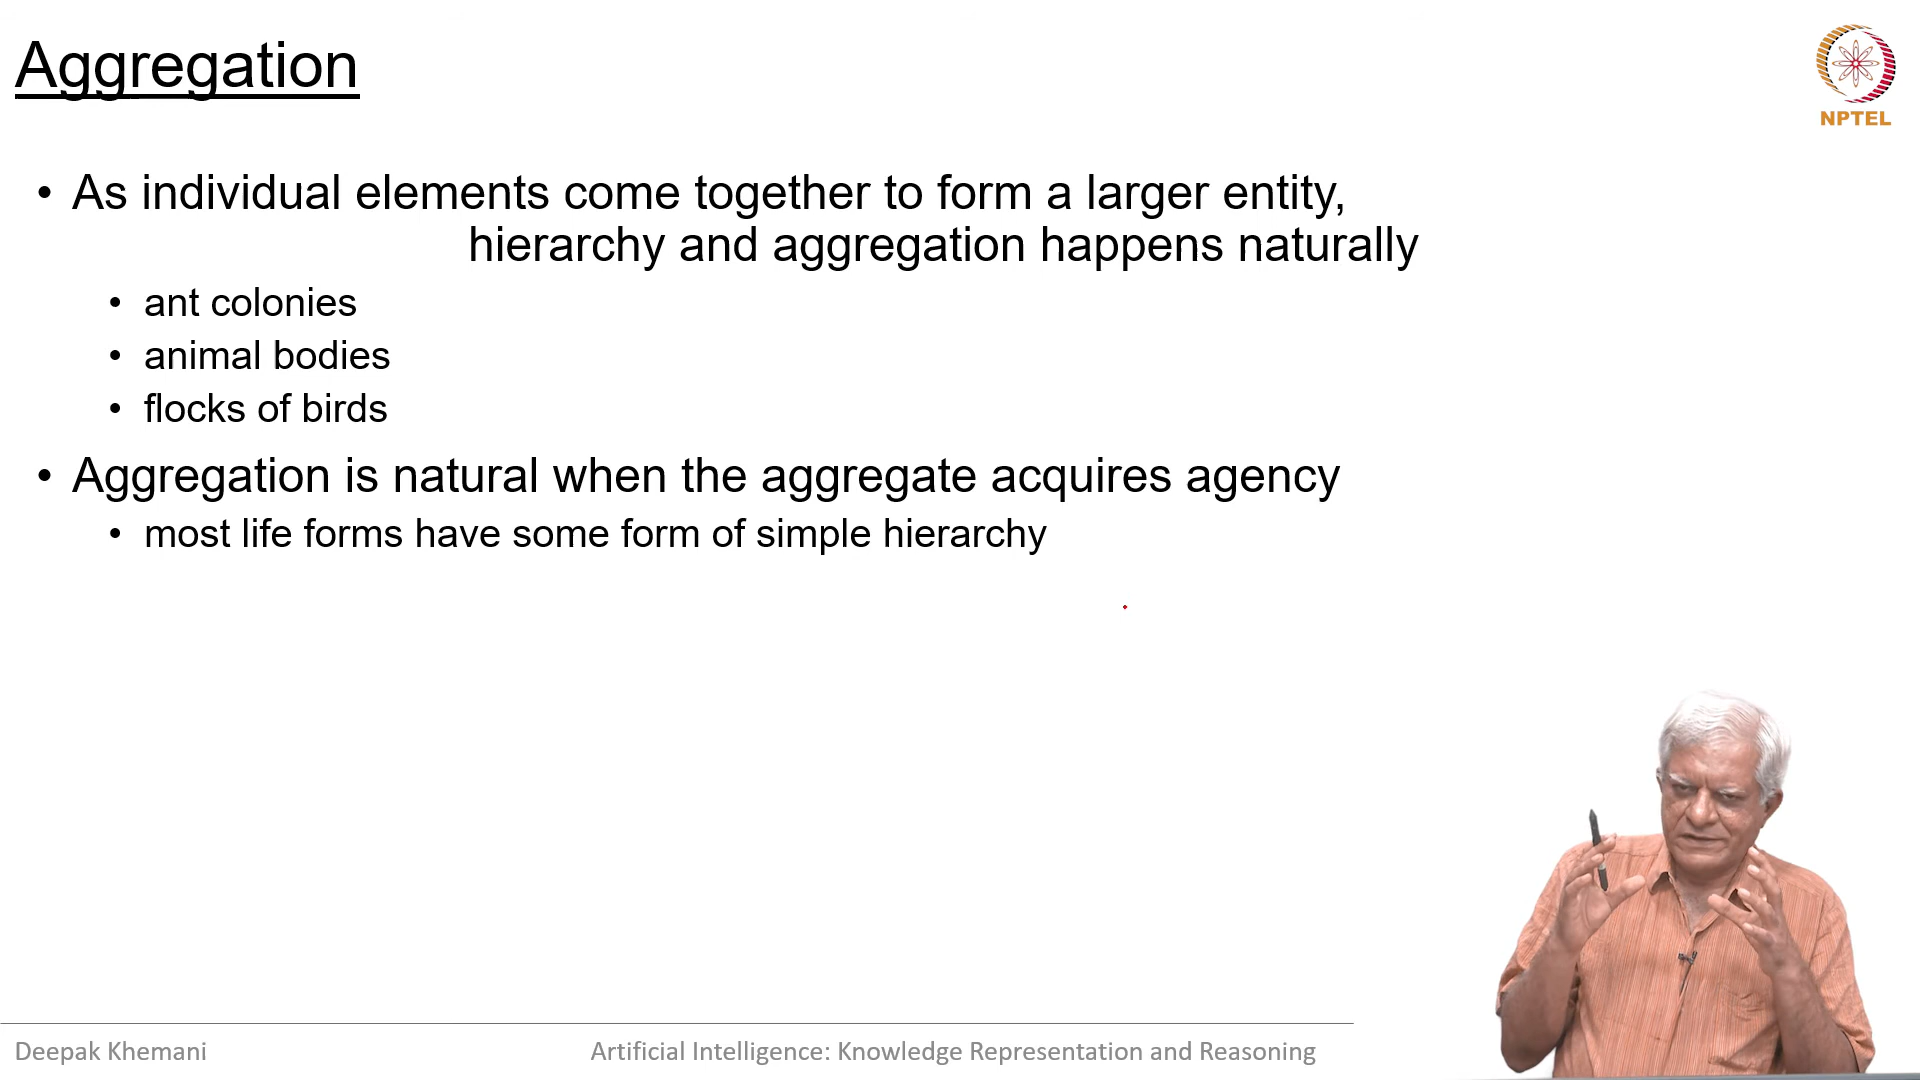 Aggregation
NPTEL
• As individual elements come together to form a larger entity,
hierarchy and aggregation happens naturally
• ant colonies
• animal bodies
• flocks of birds
• Aggregation is natural when the aggregate acquires agency
• most life forms have some form of simple hierarchy
Deepak Khemani
Artificial Intelligence: Knowledge Representation and Reasoning